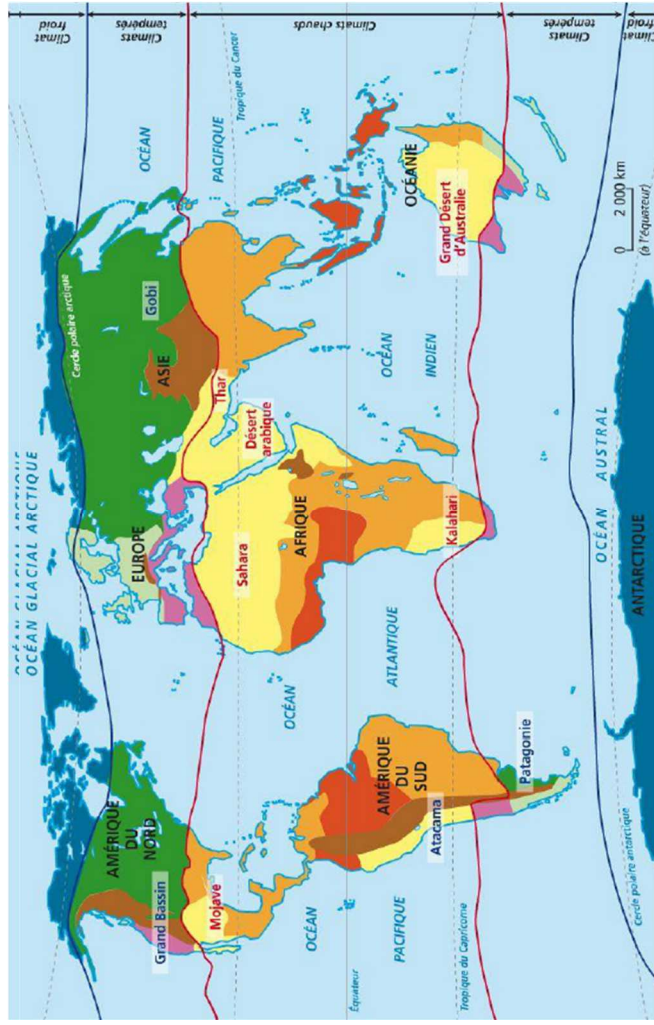 Climat
froid
Climats
tempérés
Climats chauds
Climats
tempérés
Climat
froid
OCÉAN GLACIAL ARCTIQUE
OCÉAN GLACIAL ARCTIQUE
Cercle polaire arctique
AMÉRIQUE
DU
NORD
Grand Bassin
Mojave
EUROPE
ASIE
Gobi
OCÉAN
PACIFIQUE
Tropique du Cancer
Sahara
Désert
arabique
Thar
AFRIQUE
OCÉAN
ATLANTIQUE
OCÉAN
PACIFIQUE
Équateur
AMÉRIQUE
DU
SUD
Atacama
Patagonie
Tropique du Capricorne
Kalahari
OCÉAN
INDIEN
OCÉANIE
Grand Désert
d'Australie
0 2 000 km
(à l'équateur)
OCÉAN AUSTRAL
Cercle polaire antarctique
ANTARCTIQUE